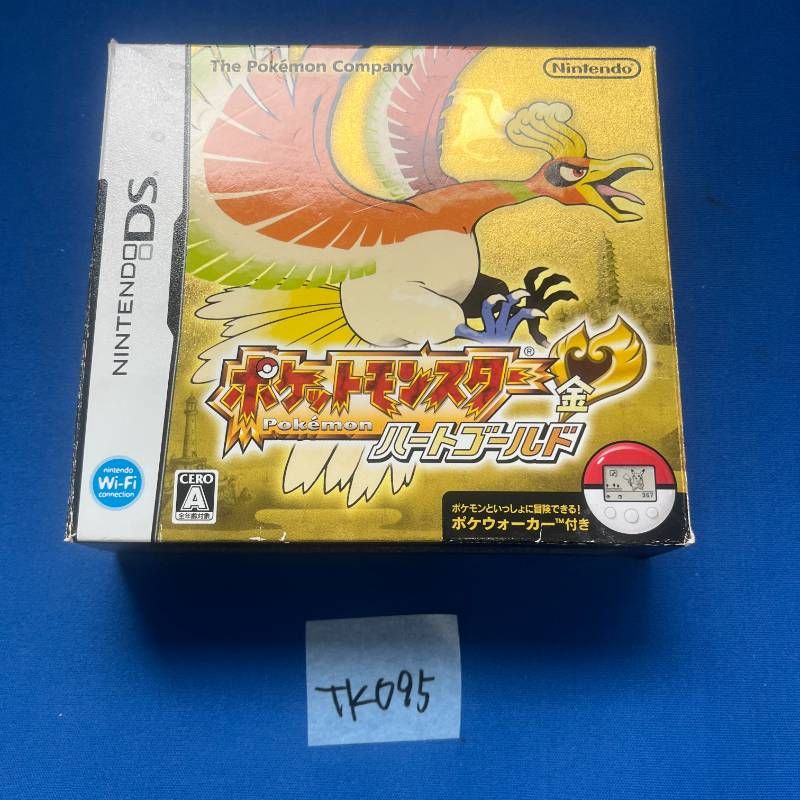 The Pokémon Company
Nintendo
NINTENDO DS
ポケットモンスター®
Pokémon
金
ハートゴールド
nintendo
Wi-Fi
connection
CERO
A
全年齢対象
367
ポケモンといっしょに冒険できる!
ポケウォーカー™付き
TK095